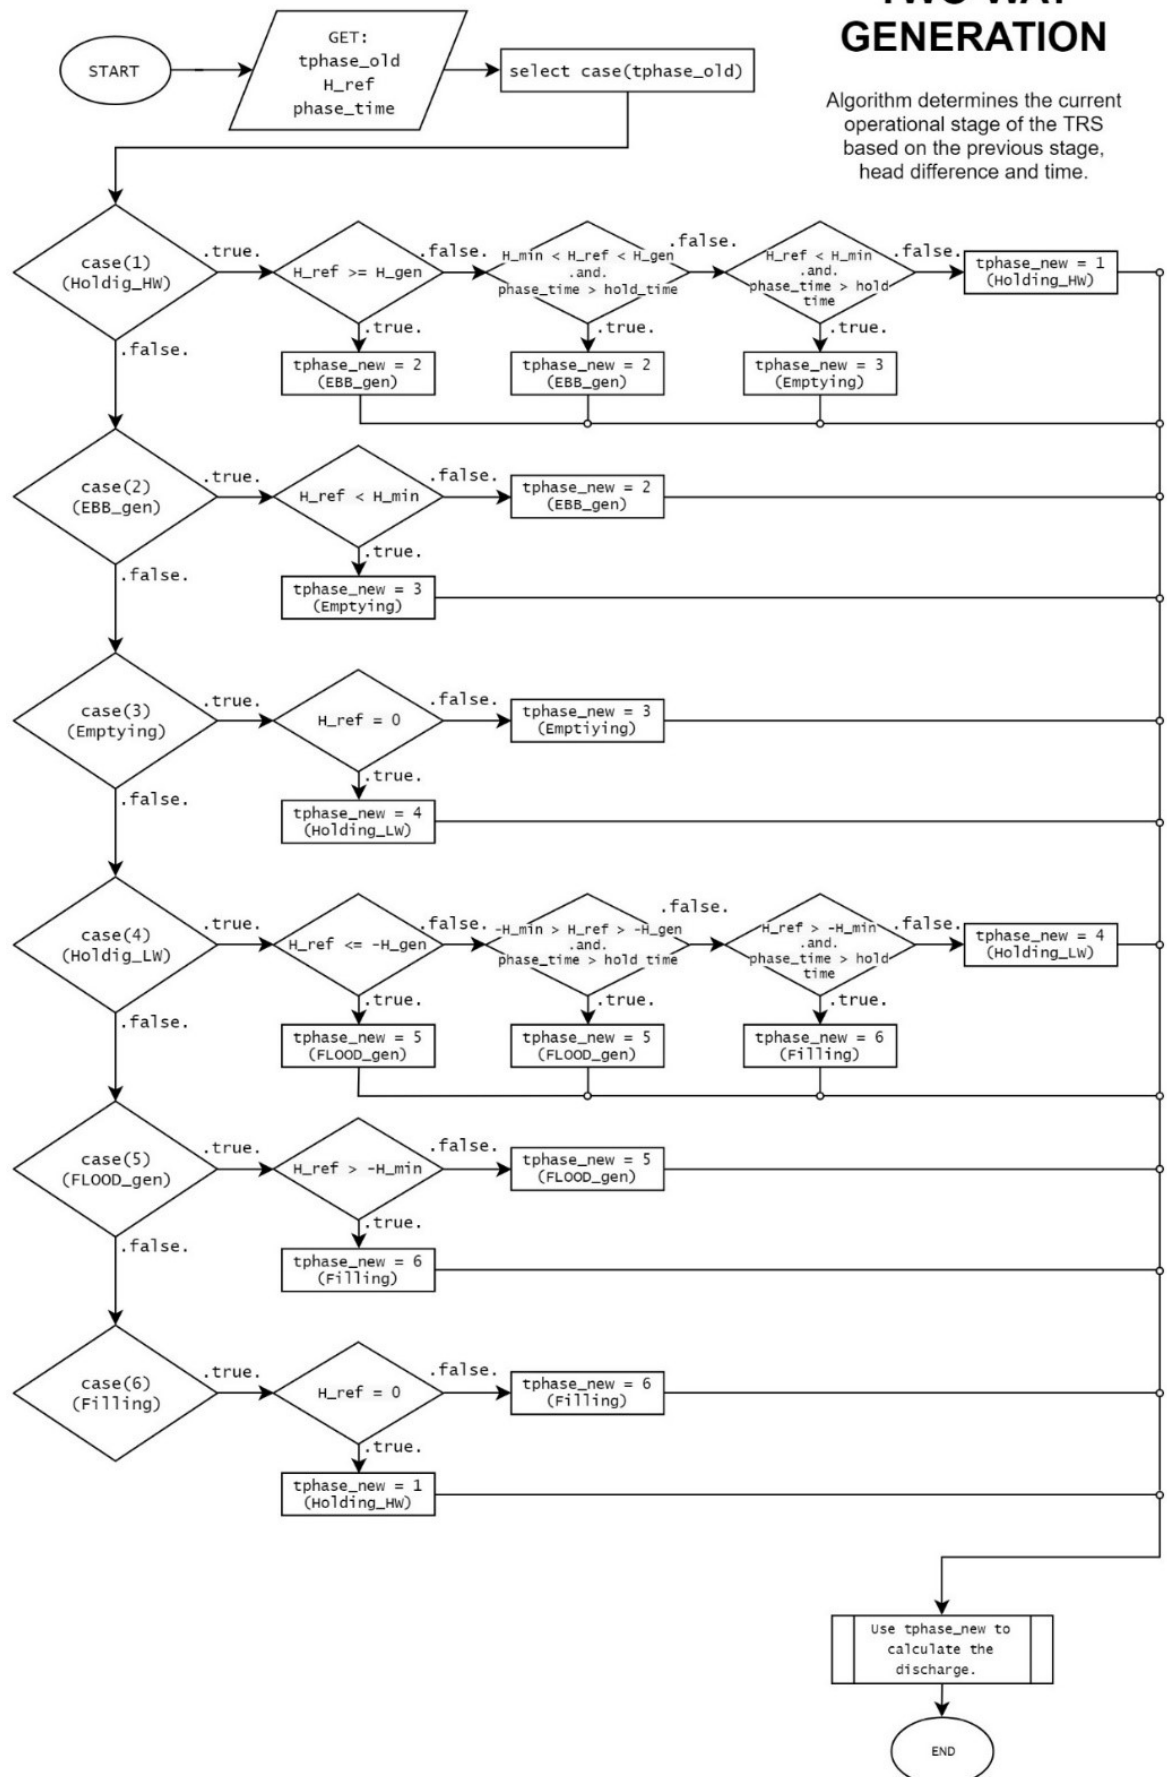 GENERATION
Algorithm determines the current
operational stage of the TRS
based on the previous stage,
head difference and time.
START
GET:
tphase_old
H_ref
phase_time
select case(tphase_old)
case(1)
(Holdig_HW)
.true.
.false.
H_ref >= H_gen
.false.
.true.
H_min < H_ref < H_gen
.and.
phase_time > hold_time
.false.
.true.
H_ref < H_min
.and.
phase_time > hold
time
.false.
.true.
tphase_new = 1
(Holding_HW)
tphase_new = 2
(EBB_gen)
tphase_new = 2
(EBB_gen)
tphase_new = 3
(Emptying)
case(2)
(EBB_gen)
.true.
.false.
H_ref < H_min
.false.
.true.
tphase_new = 2
(EBB_gen)
tphase_new = 3
(Emptying)
case(3)
(Emptying)
.true.
.false.
H_ref = 0
.false.
.true.
tphase_new = 3
(Emptiying)
tphase_new = 4
(Holding_LW)
case(4)
(Holdig_LW)
.true.
.false.
H_ref <= -H_gen
.false.
.true.
-H_min > H_ref > -H_gen
.and.
phase_time > hold time
.false.
.true.
H_ref > -H_min
.and.
phase_time > hold
time
.false.
.true.
tphase_new = 4
(Holding_LW)
tphase_new = 5
(FLOOD_gen)
tphase_new = 5
(FLOOD_gen)
tphase_new = 6
(Filling)
case(5)
(FLOOD_gen)
.true.
.false.
H_ref > -H_min
.false.
.true.
tphase_new = 5
(FLOOD_gen)
tphase_new = 6
(Filling)
case(6)
(Filling)
.true.
H_ref = 0
.false.
.true.
tphase_new = 6
(Filling)
tphase_new = 1
(Holding_HW)
Use tphase_new to
calculate the
discharge.
END